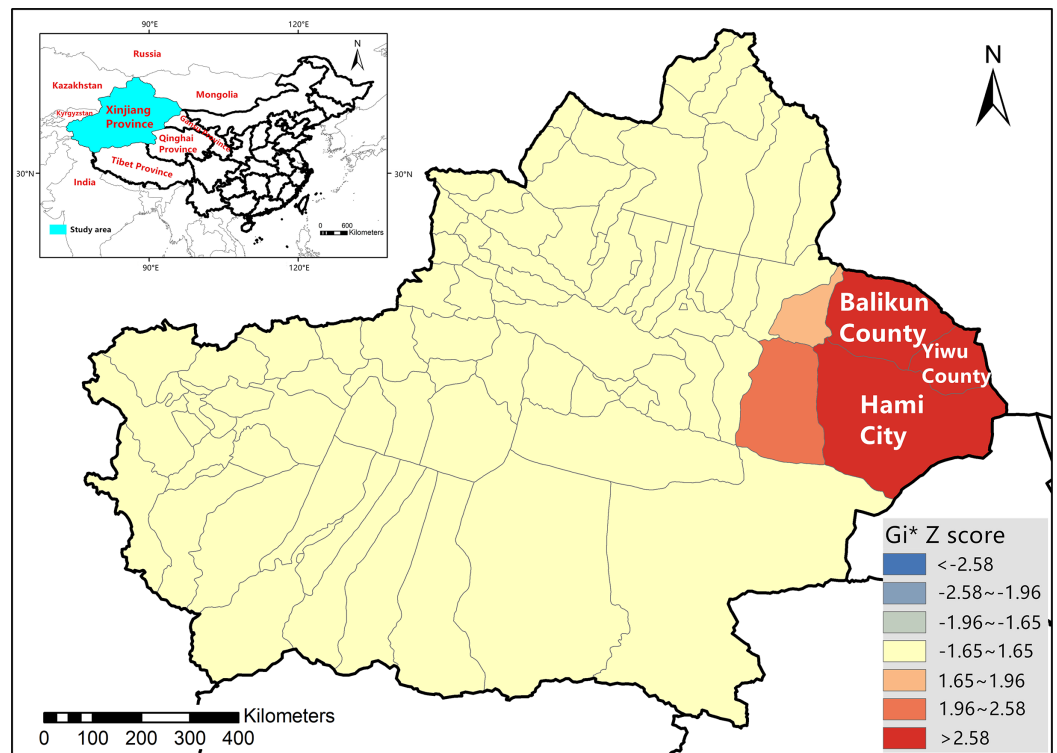 90°E
120°E
N
Russia
Kazakhstan
Mongolia
Kyrgyzstan
Xinjiang
Province
Gansu Province
Qinghai
Province
Tibet Province
30°N
30°N
India
Study area
0
600
Kilometers
90°E
120°E
N
Balikun
County
Yiwu
County
Hami
City
Gi* Z score
<-2.58
-2.58~-1.96
-1.96~-1.65
-1.65~1.65
1.65~1.96
1.96~2.58
>2.58
Kilometers
0 100 200 300 400